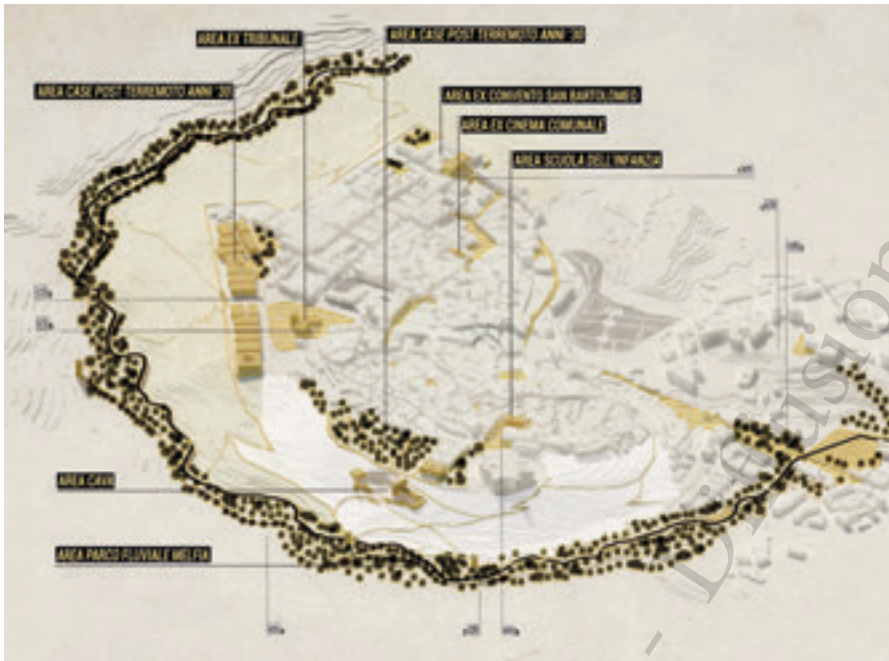 AREA EX TRIBUNALE
AREA CASE POST TERREMOTO ANNI '30
AREA CASE POST TERREMOTO ANNI '30
AREA EX CONVENTO SAN BARTOLOMEO
AREA EX CINEMA COMUNALE
AREA SCUOLA DELL'INFANZIA
AREA CAVA
AREA PARCO FLUVIALE MELFIA
- Diffusion